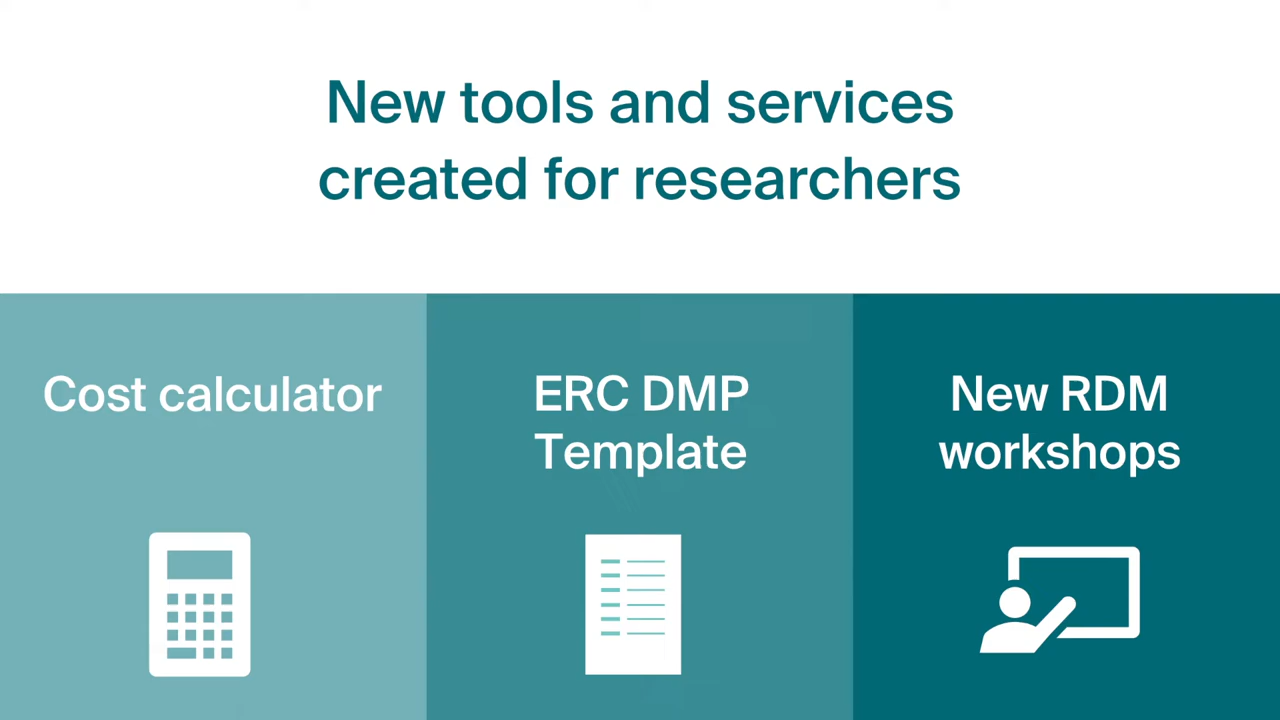 New tools and services
created for researchers
Cost calculator
ERC DMP
Template
New RDM
workshops